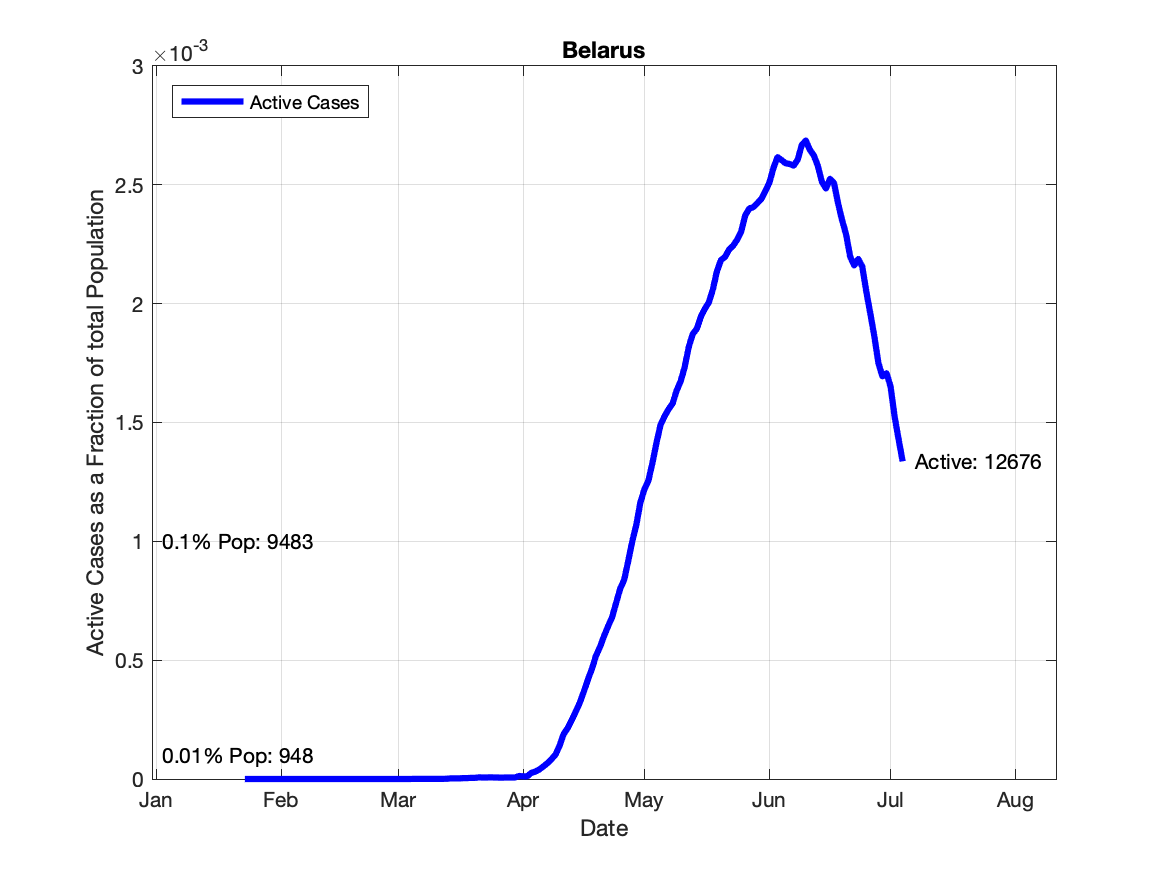 Belarus
×10-3
3
2.5
2
1.5
1
0.5
0
Active Cases as a Fraction of total Population
Active Cases
Active: 12676
0.1% Pop: 9483
0.01% Pop: 948
Jan Feb Mar Apr May Jun Jul Aug
Date